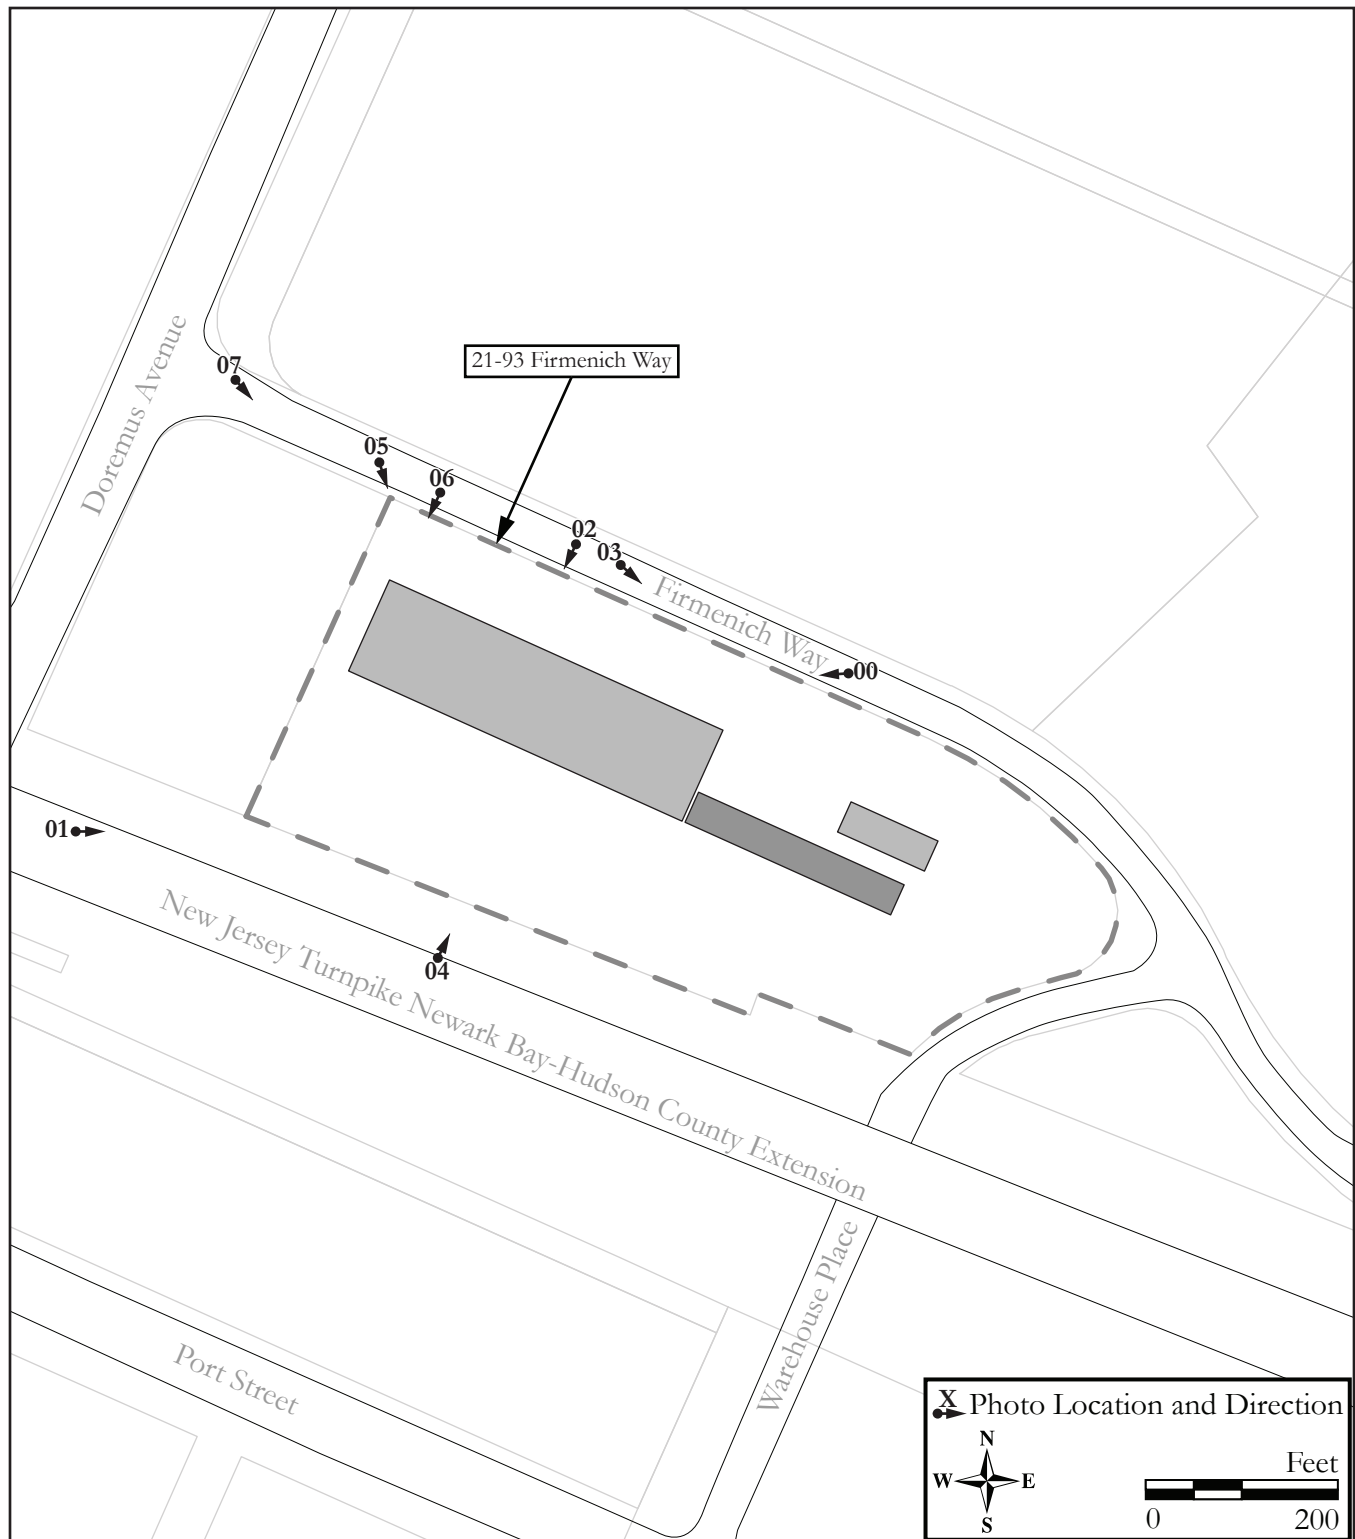 Doremus Avenue
07
21-93 Firmenich Way
05
06
02
03
Firmenich Way
00
01
04
New Jersey Turnpike Newark Bay-Hudson County Extension
Warehouse Place
Port Street
X Photo Location and Direction
N
W E
S
Feet
0 200